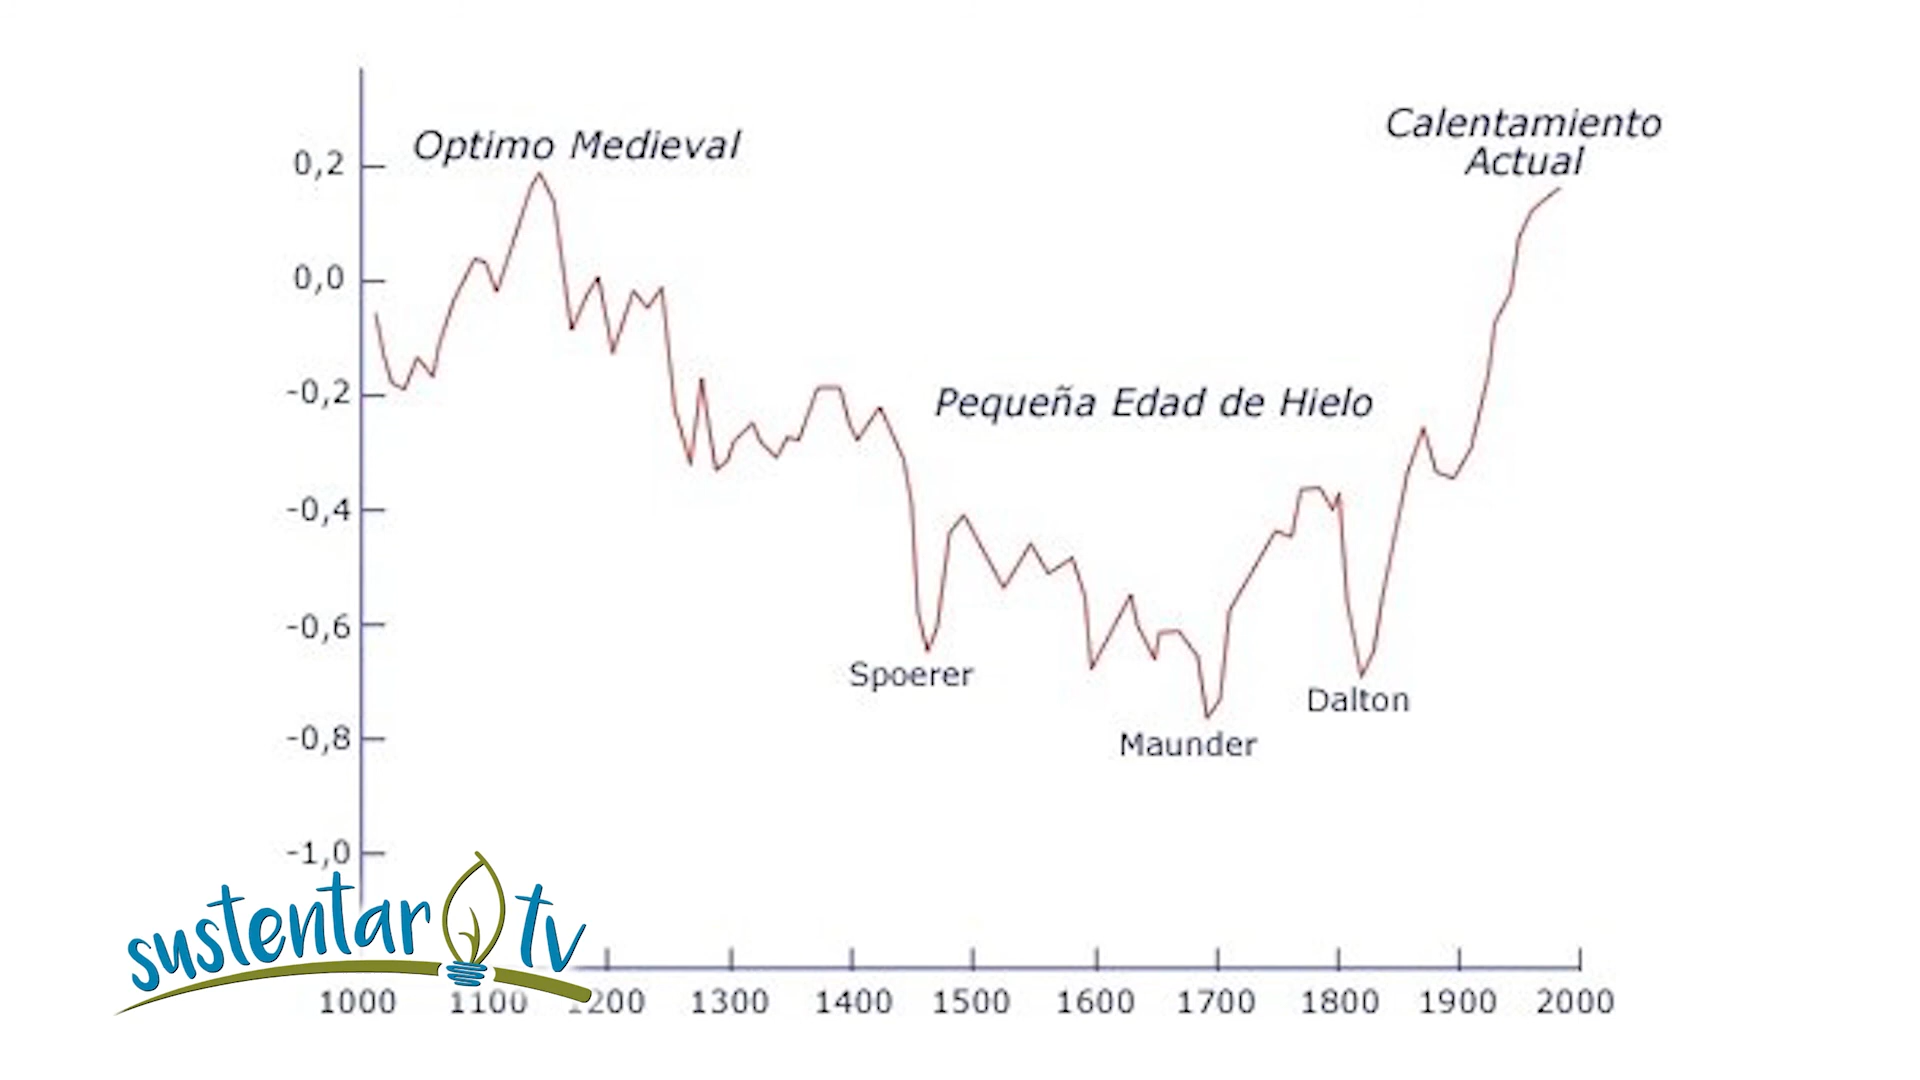 Optimo Medieval
Calentamiento
Actual
0,2
0,0
-0,2
Pequeña Edad de Hielo
-0,4
-0,6
Spoerer
Dalton
-0,8
Maunder
-1,0
sustentar tv
1000 1100 1200 1300 1400 1500 1600 1700 1800 1900 2000